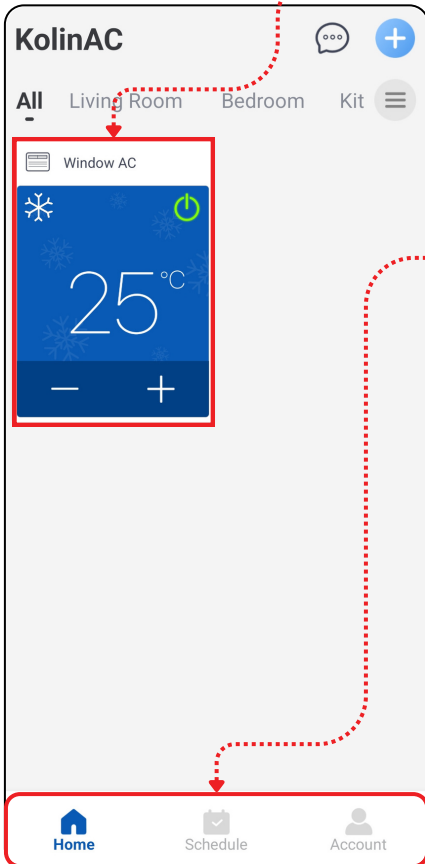 KolinAC
All Living Room Bedroom Kit
Window AC
25°C
Home Schedule Account